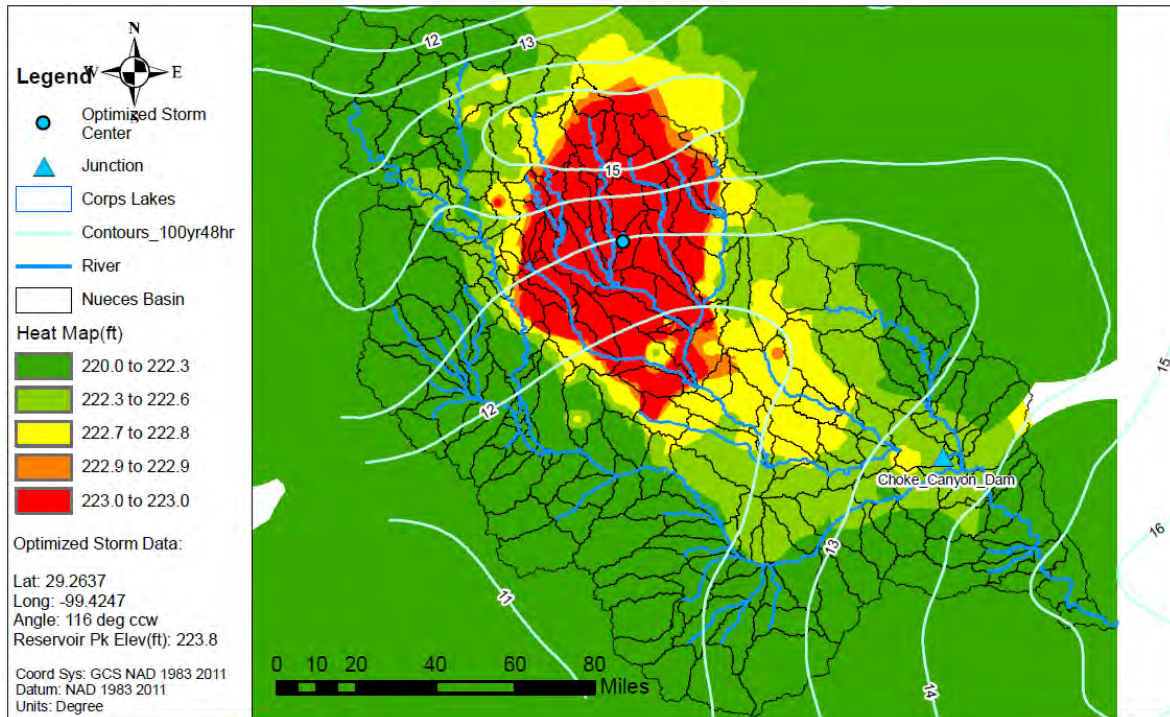 N
Legend
W
E
S
Optimized Storm
Center
Junction
Corps Lakes
Contours_100yr48hr
River
Nueces Basin
Heat Map(ft)
220.0 to 222.3
222.3 to 222.6
222.7 to 222.8
222.9 to 222.9
223.0 to 223.0
Optimized Storm Data:
Lat: 29.2637
Long: -99.4247
Angle: 116 deg ccw
Reservoir Pk Elev(ft): 223.8
Coord Sys: GCS NAD 1983 2011
Datum: NAD 1983 2011
Units: Degree
12
13
15
15
12
Choke_Canyon_Dam
16
13
11
14
0 10 20 40 60 80
Miles